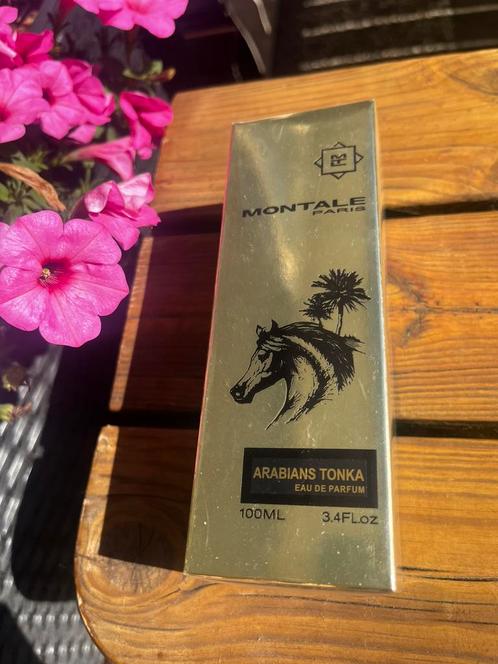 MONTALE
PARIS
ARABIANS TONKA
EAU DE PARFUM
100ML 3.4FLoz